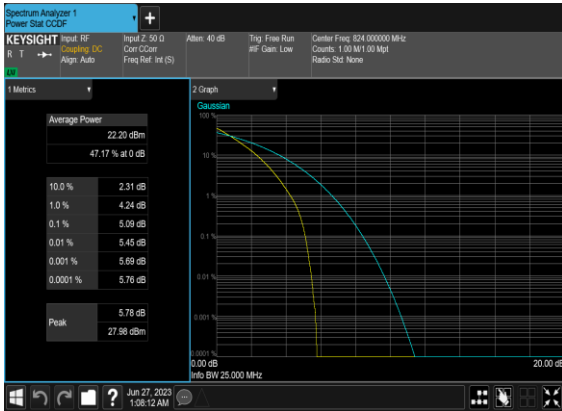 Spectrum Analyzer 1
Power Stat CCDF
+
KEYSIGHT
R T
LXI
Input: RF
Coupling: DC
Align: Auto
Input Z: 50 Ω
Corr CCorr
Freq Ref: Int (S)
Atten: 40 dB
Trig: Free Run
#IF Gain: Low
Center Freq: 824.000000 MHz
Counts: 1.00 M/1.00 Mpt
Radio Std: None
1 Metrics
Average Power
22.20 dBm
47.17 % at 0 dB
10.0 % 2.31 dB
1.0 % 4.24 dB
0.1 % 5.09 dB
0.01 % 5.45 dB
0.001 % 5.69 dB
0.0001 % 5.76 dB
Peak
5.78 dB
27.98 dBm
2 Graph
Gaussian
100 %
10 %
1 %
0.1 %
0.01 %
0.001 %
0.0001 %
0.00 dB
20.00 dB
Info BW 25.000 MHz
?
Jun 27, 2023
1:08:12 AM